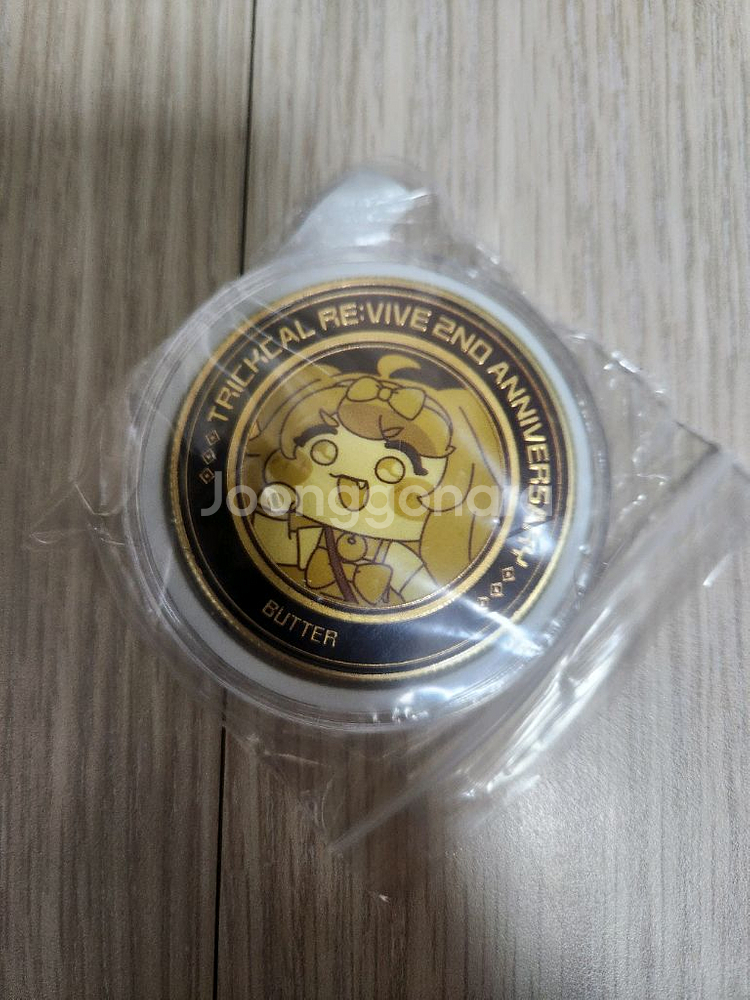 TRICKCAL RE:VIVE 2ND ANNIVERSARY
Joonggonara
BUTTER